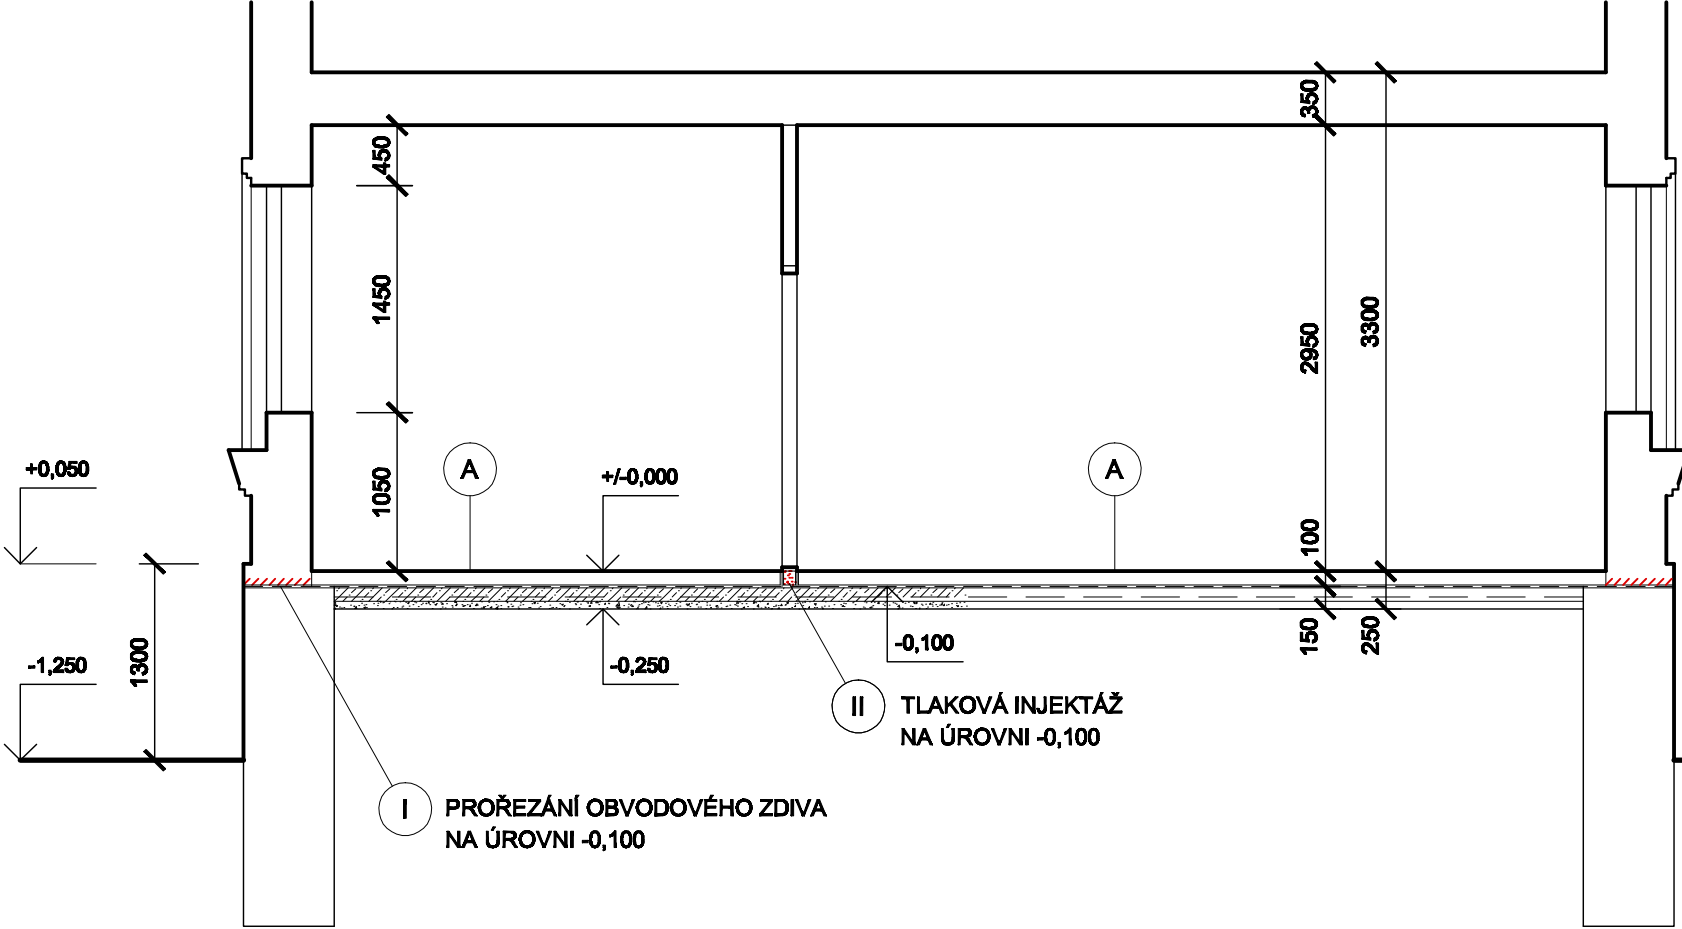 350
450
1450
2950
3300
+0,050
A
A
+/-0,000
1050
100
-1,250
1300
-0,250
-0,100
150
250
II
TLAKOVÁ INJEKTÁŽ
NA ÚROVNI -0,100
I
PROŘEZÁNÍ OBVODOVÉHO ZDIVA
NA ÚROVNI -0,100